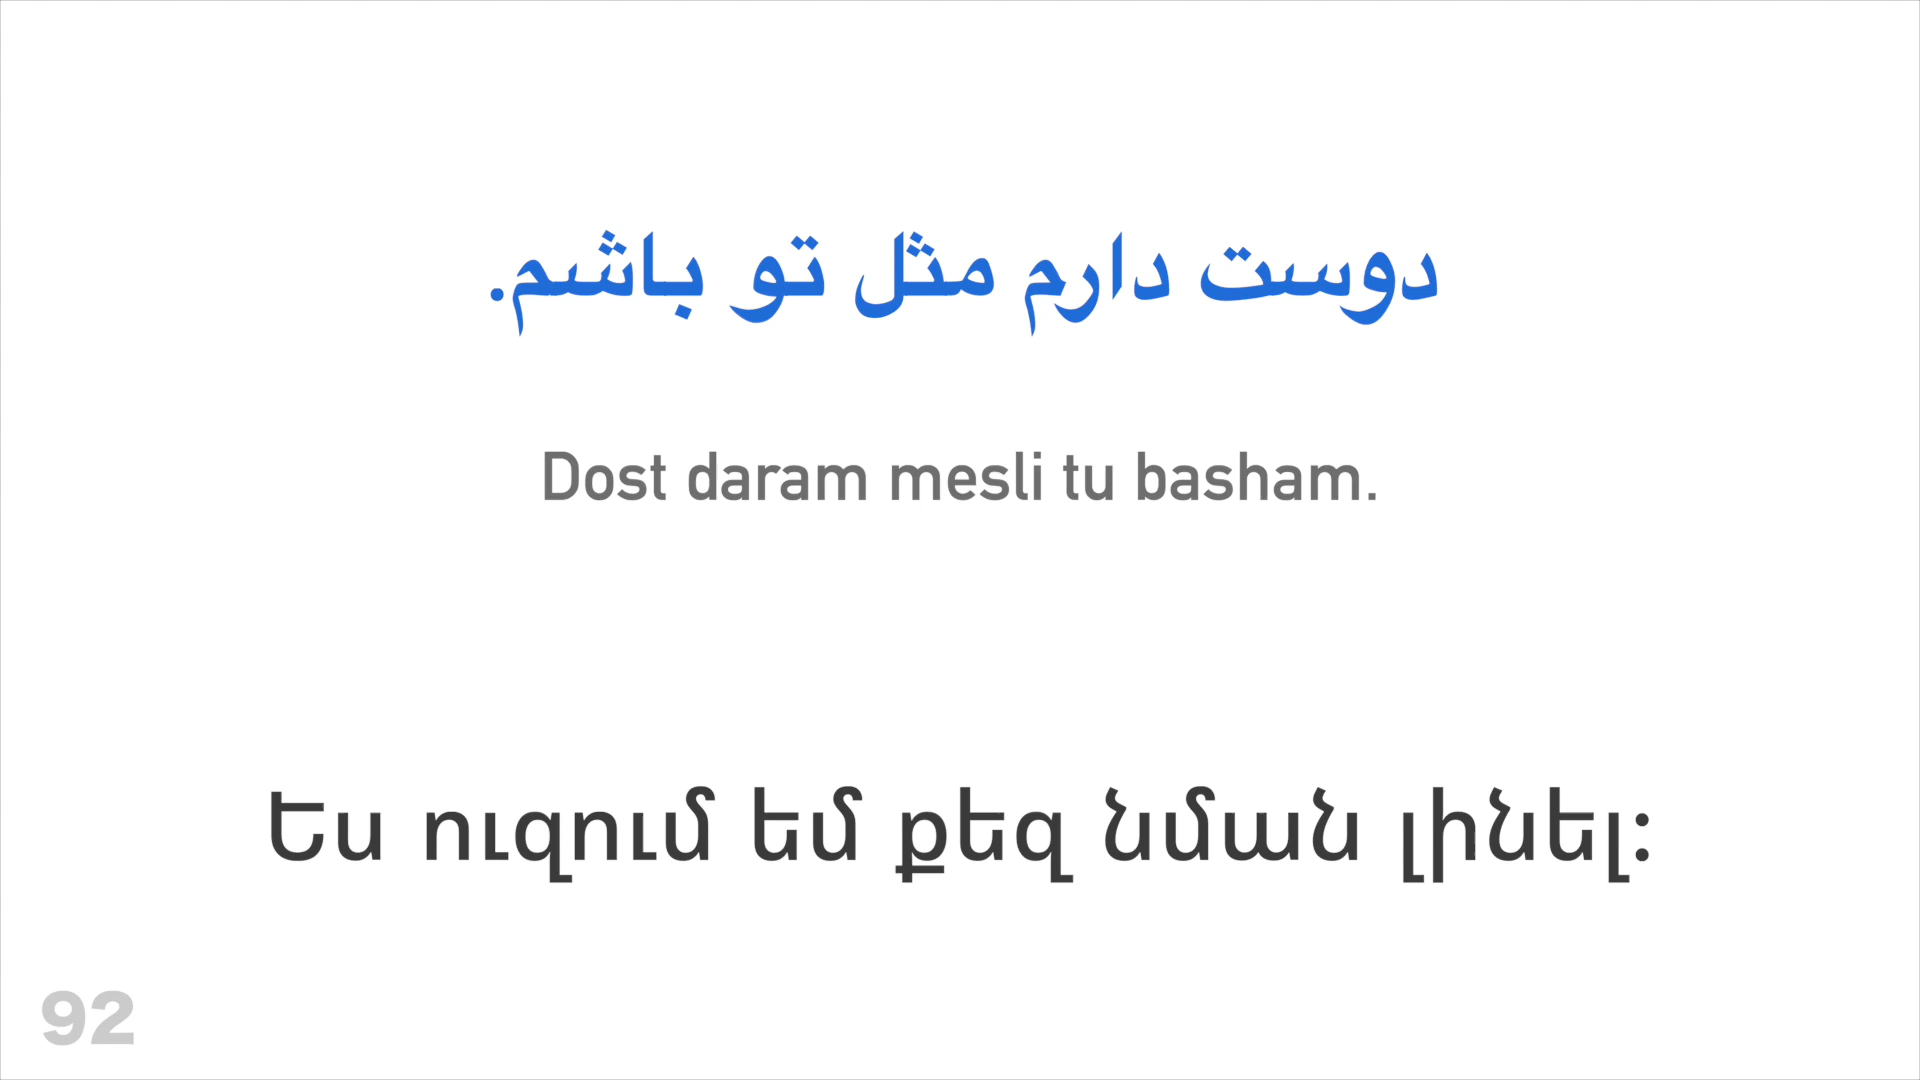 دوست دارم مثل تو باشم.
Dost daram mesli tu basham.
Ես ուզում եմ քեզ նման լինել:
92